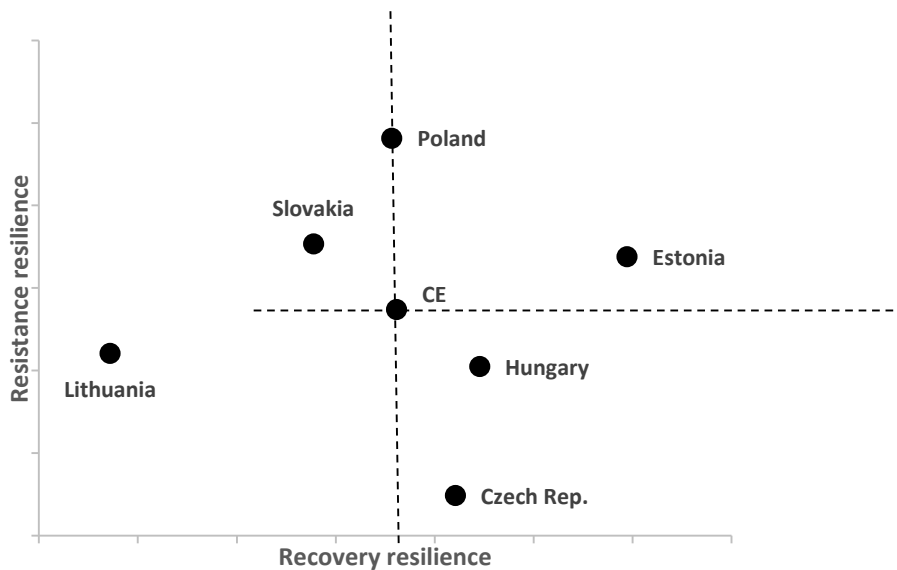 Poland
Slovakia
Estonia
CE
Hungary
Lithuania
Czech Rep.
Resistance resilience
Recovery resilience